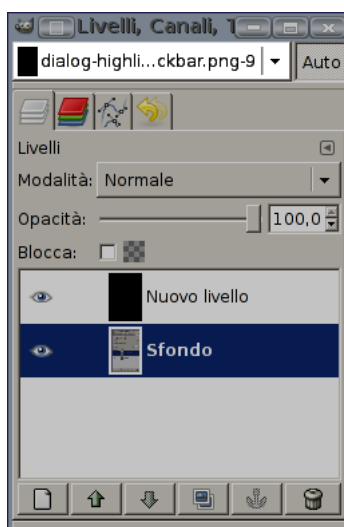 Livelli, Canali, T
dialog-highli...ckbar.png-9
Auto
Livelli
Modalità: Normale
Opacità: 100,0
Blocca:
Nuovo livello
Sfondo